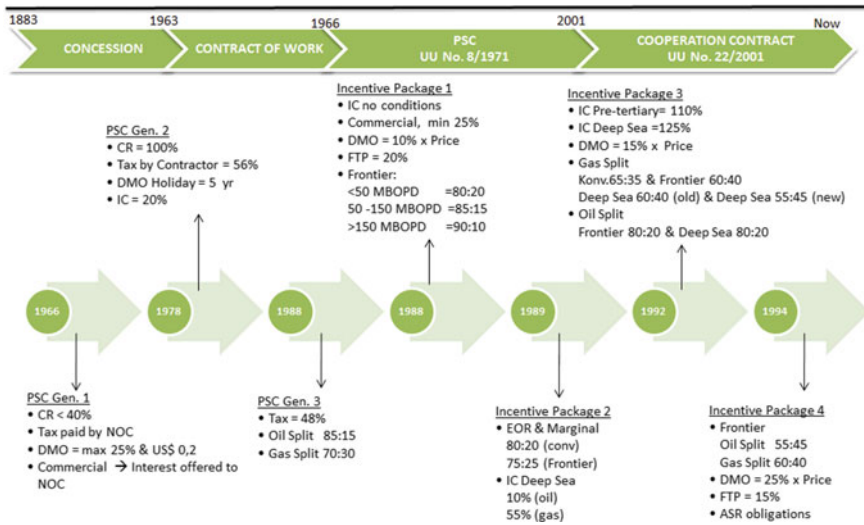 1883 1963 1966 2001 Now
CONCESSION
CONTRACT OF WORK
PSC
UU No. 8/1971
COOPERATION CONTRACT
UU No. 22/2001
PSC Gen. 2
• CR = 100%
• Tax by Contractor = 56%
• DMO Holiday = 5 yr
• IC = 20%
Incentive Package 1
• IC no conditions
• Commercial, min 25%
• DMO = 10% x Price
• FTP = 20%
• Frontier:
<50 MBOPD =80:20
50 -150 MBOPD =85:15
>150 MBOPD =90:10
Incentive Package 3
• IC Pre-tertiary= 110%
• IC Deep Sea =125%
• DMO = 15% x Price
• Gas Split
Konv.65:35 & Frontier 60:40
Deep Sea 60:40 (old) & Deep Sea 55:45 (new)
• Oil Split
Frontier 80:20 & Deep Sea 80:20
1966 1978 1988 1988 1989 1992 1994
PSC Gen. 1
• CR < 40%
• Tax paid by NOC
• DMO = max 25% & US$ 0,2
• Commercial → Interest offered to
NOC
PSC Gen. 3
• Tax = 48%
• Oil Split 85:15
• Gas Split 70:30
Incentive Package 2
• EOR & Marginal
80:20 (conv)
75:25 (Frontier)
• IC Deep Sea
10% (oil)
55% (gas)
Incentive Package 4
• Frontier
Oil Split 55:45
Gas Split 60:40
• DMO = 25% x Price
• FTP = 15%
• ASR obligations